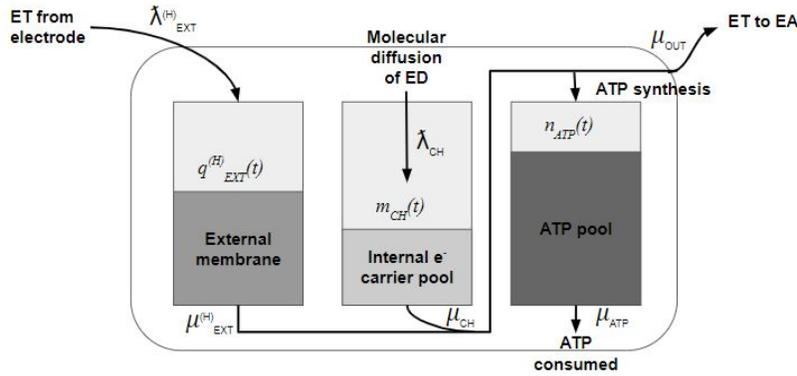 ET from
electrode
ƛ(H)EXT
Molecular
diffusion
of ED
μOUT
ET to EA
ATP synthesis
q(H)EXT(t)
ƛCH
mCH(t)
nATP(t)
External
membrane
Internal e-
carrier pool
ATP pool
μ(H)EXT
μCH
μATP
ATP
consumed